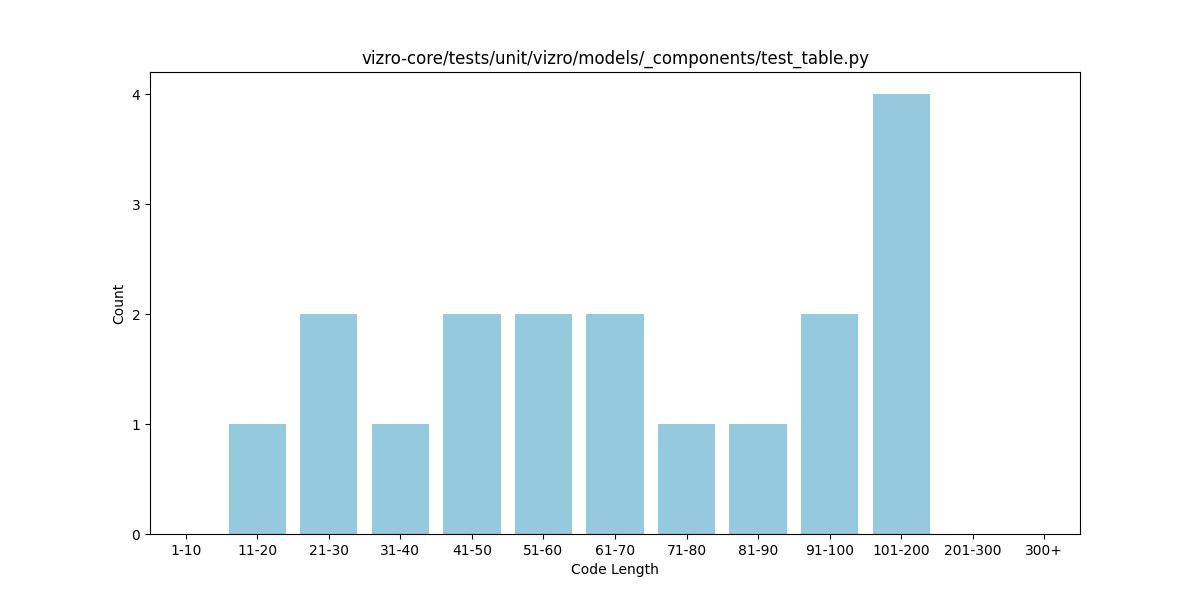 vizro-core/tests/unit/vizro/models/_components/test_table.py
4
3
2
1
0
Count
1-10 11-20 21-30 31-40 41-50 51-60 61-70 71-80 81-90 91-100 101-200 201-300 300+
Code Length